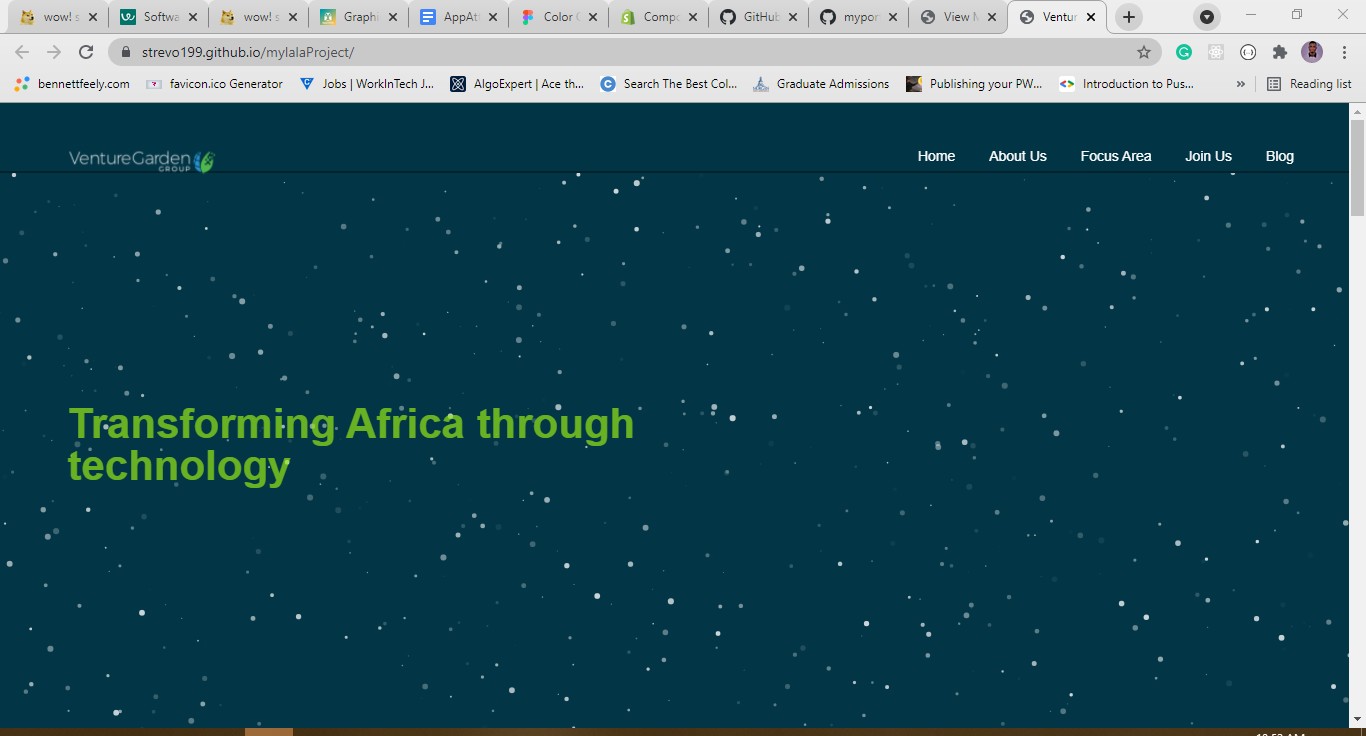 wow! s
Softwa
wow! s
Graphi
AppAt
Color
Compo
GitHub
mypor
View
Ventur
strevo199.github.io/mylalaProject/
bennettfeely.com
favicon.ico Generator
Jobs | WorkInTech J...
AlgoExpert | Ace th...
Search The Best Col...
Graduate Admissions
Publishing your PW...
Introduction to Pus...
Reading list
VentureGarden
GROUP
Home
About Us
Focus Area
Join Us
Blog
Transforming Africa through
technology